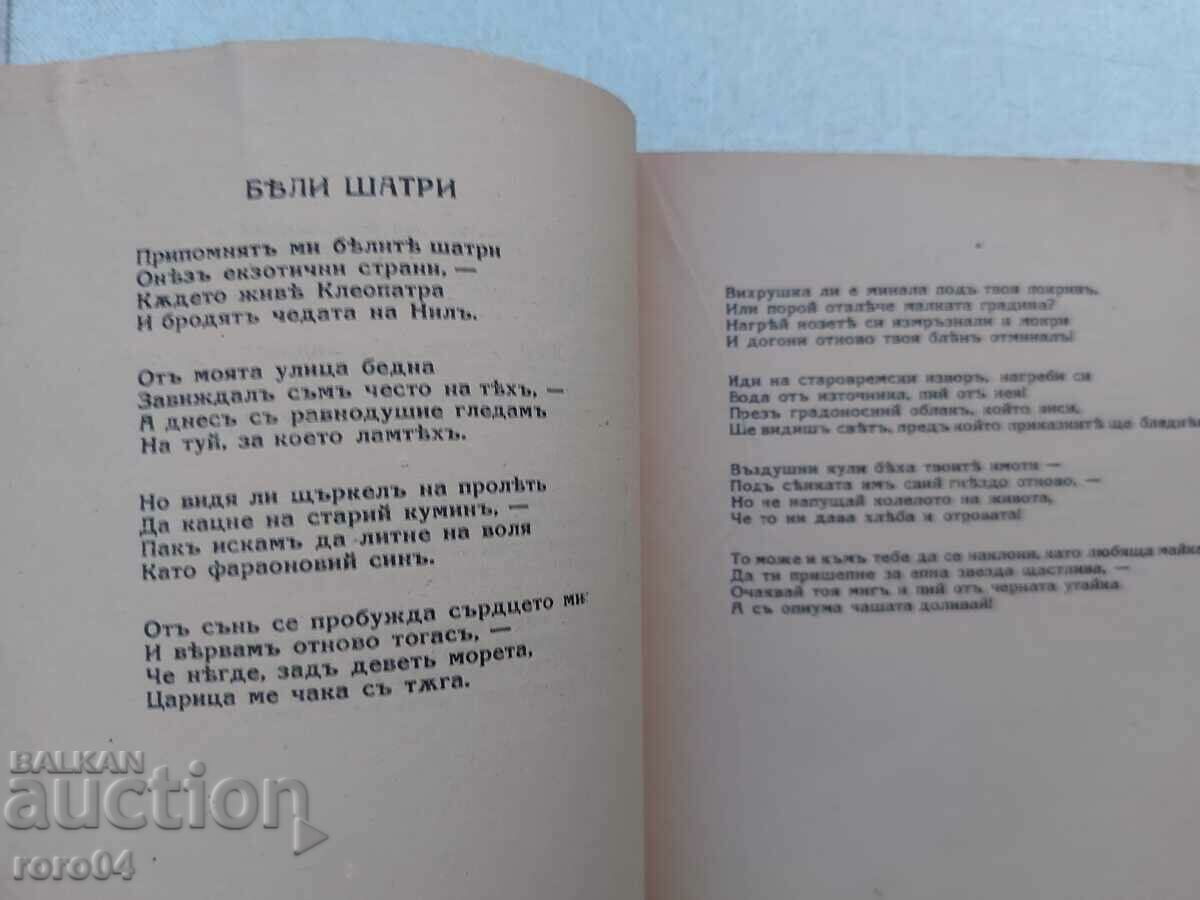 БѢЛИ ШАТРИ
Припомнятъ ми бѣлитѣ шатри
Онѣзъ екзотични страни, —
Кѫдето живѣ Клеопатра
И бродятъ чедата на Нилъ.
Отъ моята улица бедна
Завиждалъ съмъ често на тѣхъ, —
А днесъ съ равнодушие гледамъ
На туй, за което ламтѣхъ.
Но видя ли щъркелъ на пролѣть
Да кацне на старий куминъ, —
Пакъ искамъ да литне на воля
Като фараоновий синъ.
Отъ сънь се пробужда сърдцето ми
И вѣрвамъ отново тогасъ, —
Че нѣгде, задъ деветь морета,
Царица ме чака съ тѫга.
Вихрушка ли е минала подъ твоя покривъ,
Или порой отвлѣче малката градина?
Нагрѣй нозетѣ си измръзнали и мокри
И догони отново твоя блѣнъ отминалъ!
Иди на старовремски изворъ, нагреби си
Вода отъ източника, пий отъ нея!
Презъ градоносний облакъ, който виси,
Ще видишъ свѣтъ, предъ който приказнитѣ ще бледнѣ
Въздушни кули бѣха твоитѣ имоти —
Подъ сѣнката имъ свий гнѣздо отново, —
Но не напущай колелото на живота,
Че то ни дава хлѣба и отровата!
То може и къмъ тебе да се наклони, като любяща майка
Да ти пришепне за една звезда щастлива, —
Очаквай тоя мигъ и пий отъ черната утайка
А съ опиума чашата доливай!
BALKAN
auction
roro04